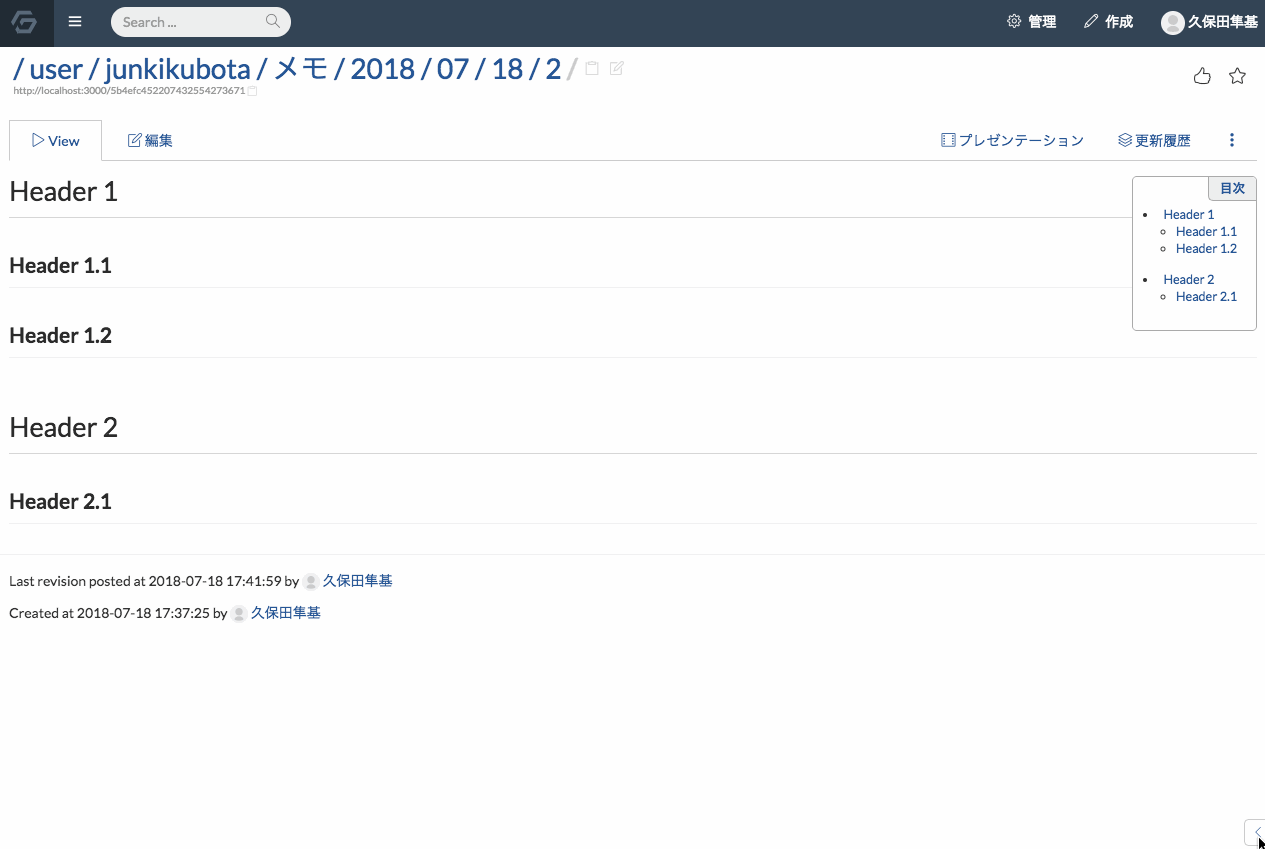 Search ...
管理
作成
久保田隼基
/ user / junkikubota / メモ / 2018 / 07 / 18 / 2 /
http://localhost:3000/5b4efc452207432554273671
View
編集
プレゼンテーション
更新履歴
Header 1
Header 1.1
Header 1.2
Header 2
Header 2.1
目次
Header 1
Header 1.1
Header 1.2
Header 2
Header 2.1
Last revision posted at 2018-07-18 17:41:59 by 久保田隼基
Created at 2018-07-18 17:37:25 by 久保田隼基